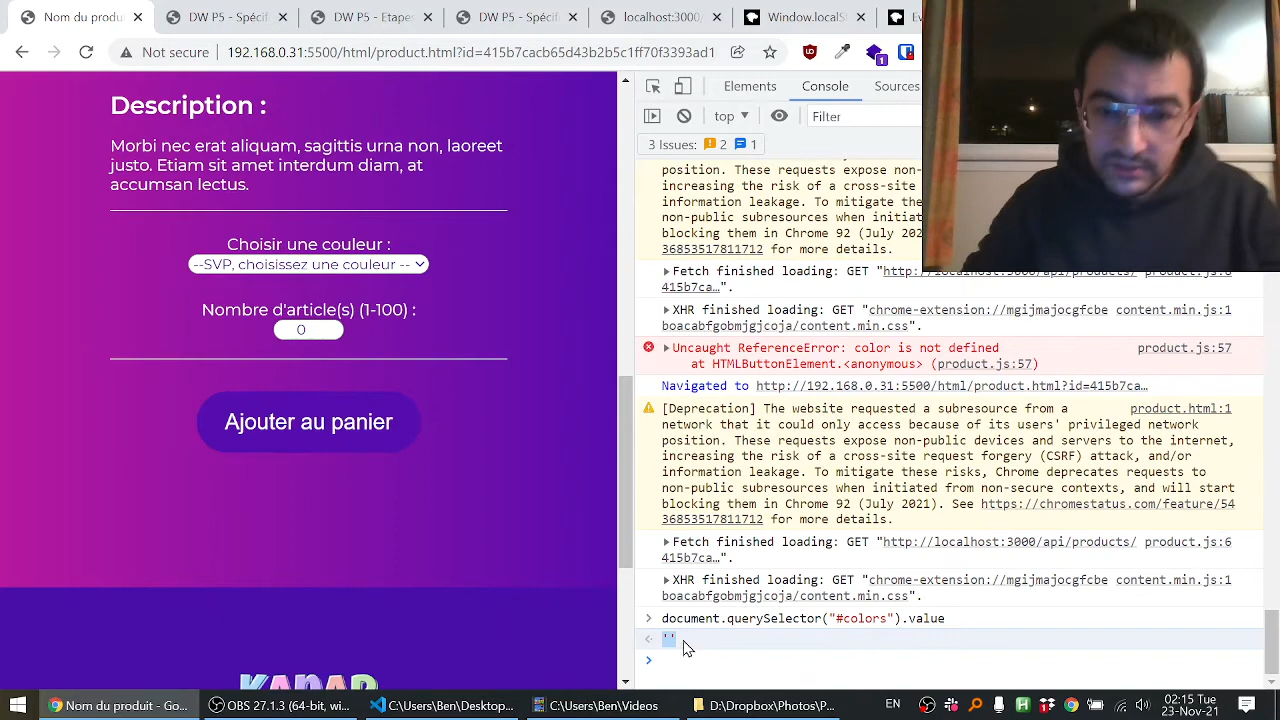 Nom du produit
DW P5 - Spécif
DW P5 - Etapes
DW P5 - Spécif
localhost:3000/
Window.localS
Not secure
192.168.0.31:5500/html/product.html?id=415b7cacb65d43b2b5c1ff70f3393ad1
1
Description :
Morbi nec erat aliquam, sagittis urna non, laoreet
justo. Etiam sit amet interdum diam, at
accumsan lectus.
Choisir une couleur :
--SVP, choisissez une couleur --
Nombre d'article(s) (1-100) :
0
Ajouter au panier
KANAP
Elements
Console
Sources
top
Filter
3 Issues:
2
1
position. These requests expose non-
increasing the risk of a cross-site
information leakage. To mitigate the
non-public subresources when initiat
blocking them in Chrome 92 (July 202
36853517811712 for more details.
Fetch finished loading: GET "http://localhost:3000/api/products/ product.js:6
415b7ca…".
XHR finished loading: GET "chrome-extension://mgijmajocgfcbe content.min.js:1
boacabfgobmjgjcoja/content.min.css".
Uncaught ReferenceError: color is not defined product.js:57
at HTMLButtonElement.<anonymous> (product.js:57)
Navigated to http://192.168.0.31:5500/html/product.html?id=415b7ca…
[Deprecation] The website requested a subresource from a product.html:1
network that it could only access because of its users' privileged network
position. These requests expose non-public devices and servers to the internet,
increasing the risk of a cross-site request forgery (CSRF) attack, and/or
information leakage. To mitigate these risks, Chrome deprecates requests to
non-public subresources when initiated from non-secure contexts, and will start
blocking them in Chrome 92 (July 2021). See https://chromestatus.com/feature/54
36853517811712 for more details.
Fetch finished loading: GET "http://localhost:3000/api/products/ product.js:6
415b7ca…".
XHR finished loading: GET "chrome-extension://mgijmajocgfcbe content.min.js:1
boacabfgobmjgjcoja/content.min.css".
document.querySelector("#colors").value
''
Nom du produit - Go...
OBS 27.1.3 (64-bit, wi...
C:\Users\Ben\Desktop...
C:\Users\Ben\Videos
D:\Dropbox\Photos\P...
EN
02:15 Tue
23-Nov-21